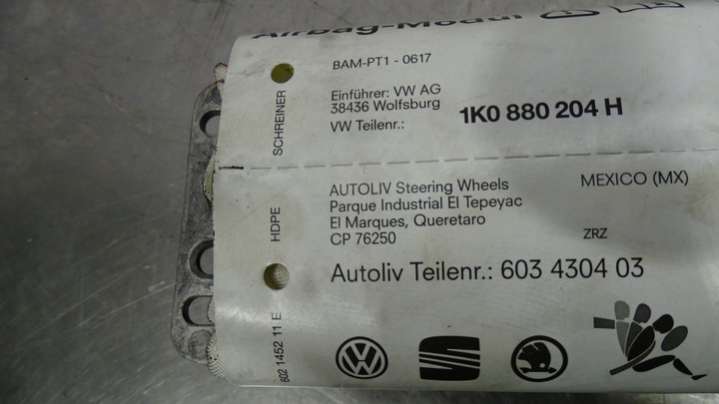 Airbag-Modul
BAM-PT1 - 0617
Einführer: VW AG
38436 Wolfsburg
VW Teilenr.: 1K0 880 204 H
AUTOLIV Steering Wheels
Parque Industrial El Tepeyac
El Marques, Queretaro
CP 76250
MEXICO (MX)
ZRZ
Autoliv Teilenr.: 603 4304 03
SCHREINER
HDPE
602 1452 11 E